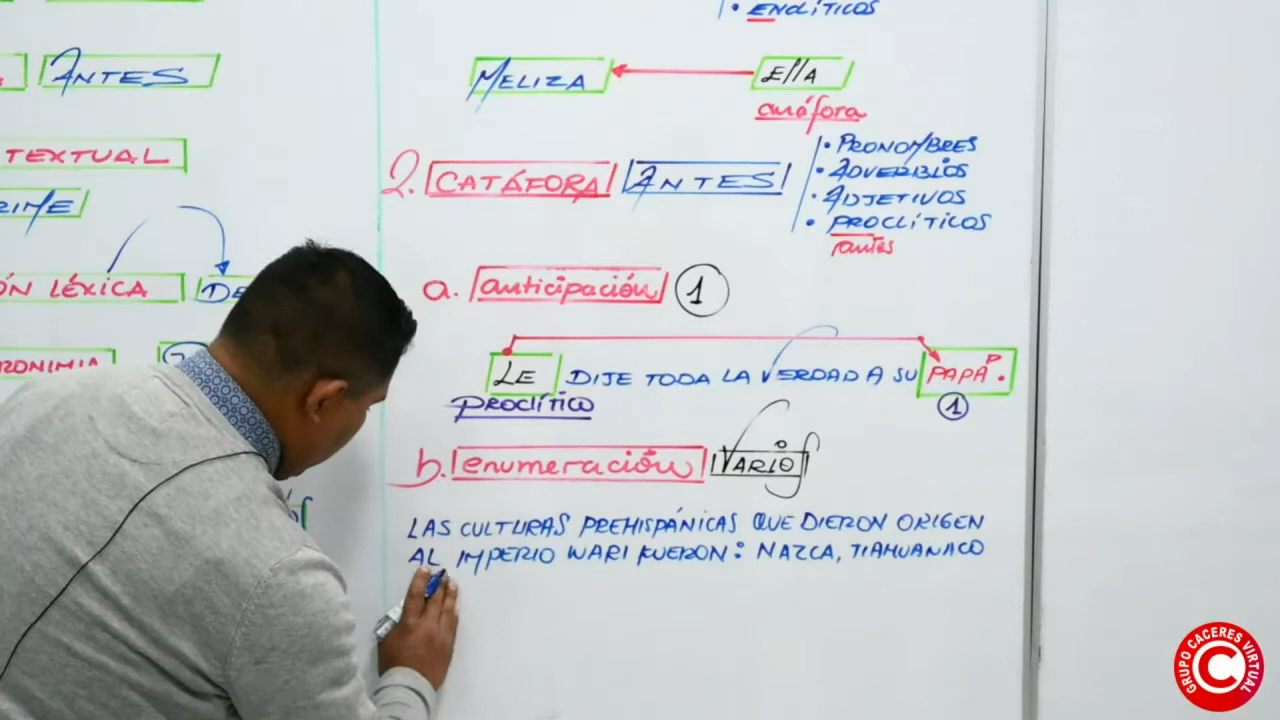 ANTES
TEXTUAL
ÓN LÉXICA
• ENCLÍTICOS
MELIZA ELLA
anáfora
2. CATÁFORA ANTES
• PRONOMBRES
• ADVERBIOS
• ADJETIVOS
• PROCLÍTICOS
antes
a. anticipación 1
LE DIJE TODA LA VERDAD A SU PAPÁ.
PROCLÍTICO 1
b. enumeración VARIOS
LAS CULTURAS PREHISPÁNICAS QUE DIERON ORIGEN
AL IMPERIO WARI FUERON: NAZCA, TIAHUANACO
GRUPO CACERES VIRTUAL